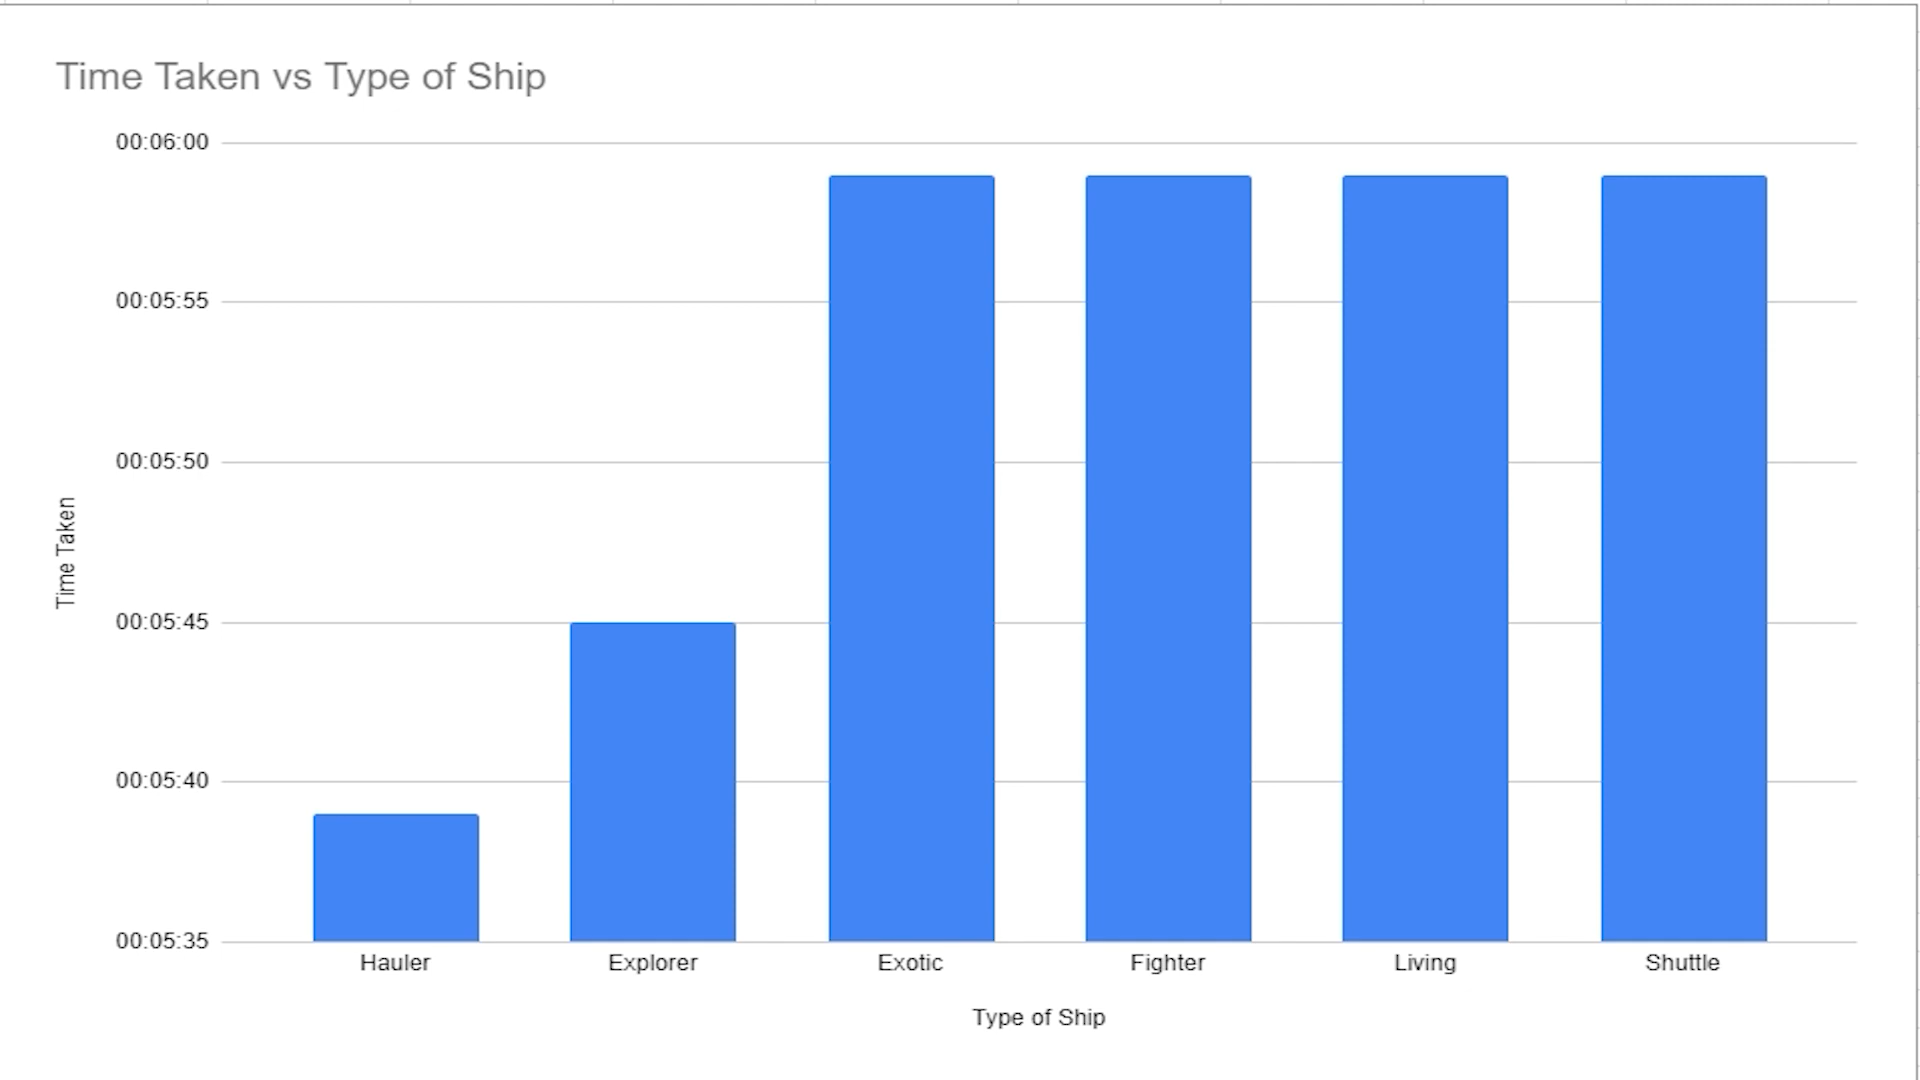 Time Taken vs Type of Ship
00:06:00
00:05:55
00:05:50
00:05:45
00:05:40
00:05:35
Time Taken
Hauler Explorer Exotic Fighter Living Shuttle
Type of Ship